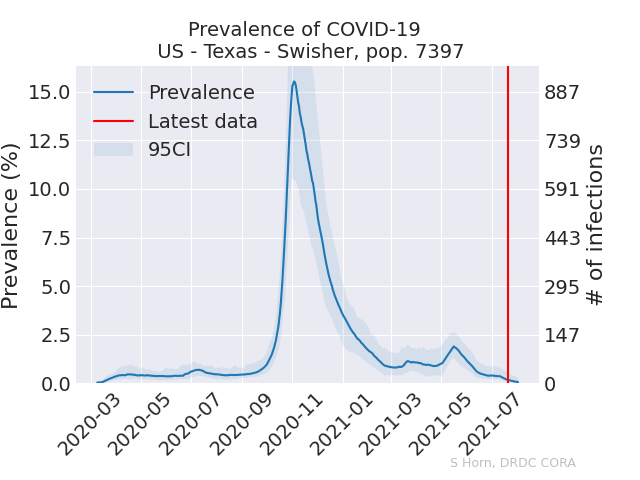 Prevalence of COVID-19
US - Texas - Swisher, pop. 7397
Prevalence (%)
15.0
12.5
10.0
7.5
5.0
2.5
0.0
Prevalence
Latest data
95CI
887
739
591
443
295
147
0
# of infections
2020-03
2020-05
2020-07
2020-09
2020-11
2021-01
2021-03
2021-05
2021-07
S Horn, DRDC CORA